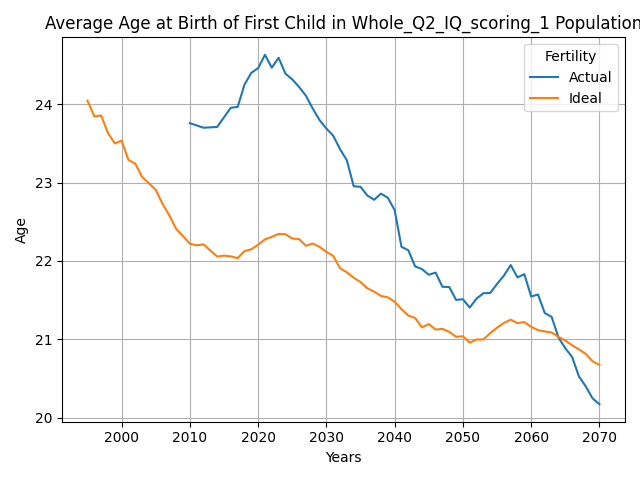 Average Age at Birth of First Child in Whole_Q2_IQ_scoring_1 Population
Fertility
Actual
Ideal
Age
24
23
22
21
20
2000 2010 2020 2030 2040 2050 2060 2070
Years